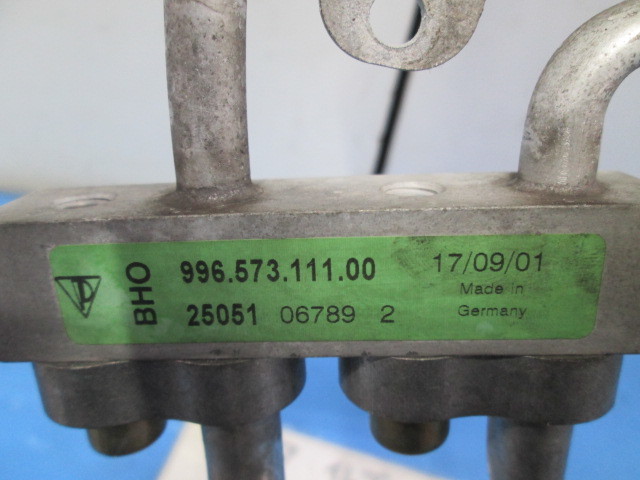 BHO
996.573.111.00
25051 06789 2
17/09/01
Made in
Germany